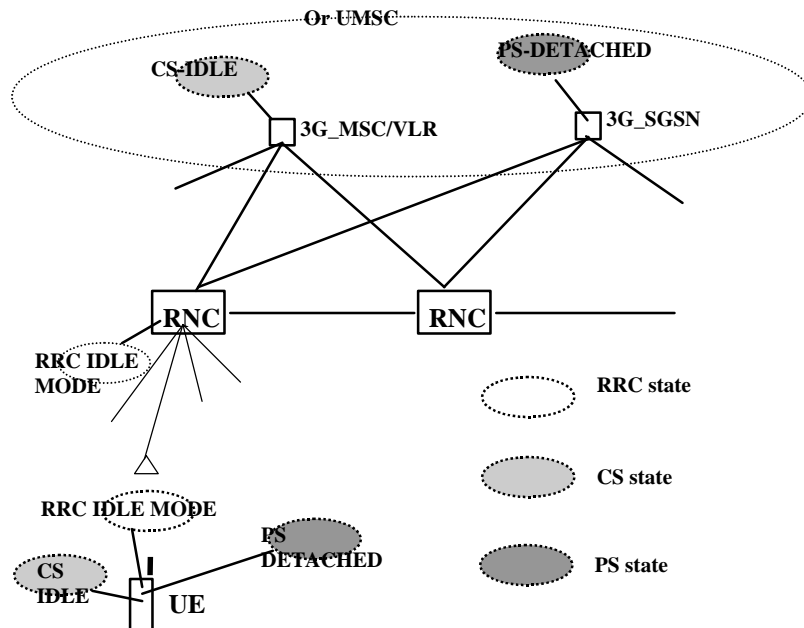 Or UMSC
CS-IDLE
PS-DETACHED
3G_MSC/VLR
3G_SGSN
RNC
RNC
RRC IDLE
MODE
RRC state
CS state
RRC IDLE MODE
PS
DETACHED
CS
IDLE
UE
PS state